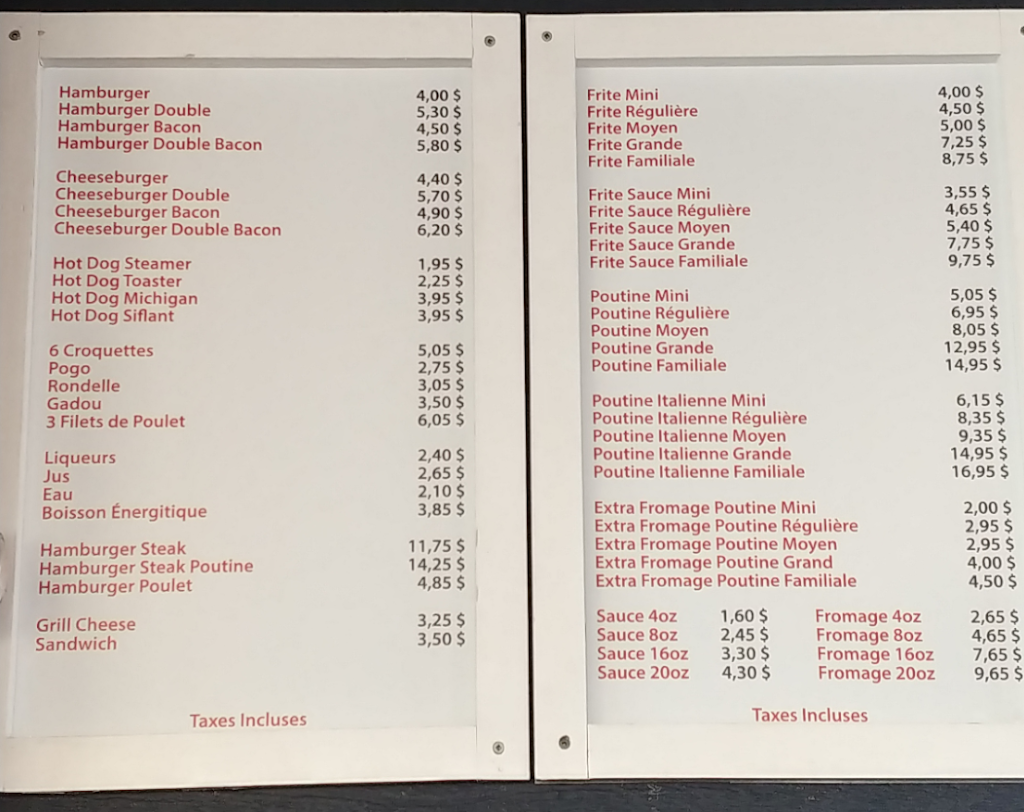 Hamburger 4,00 $
Hamburger Double 5,30 $
Hamburger Bacon 4,50 $
Hamburger Double Bacon 5,80 $
Cheeseburger 4,40 $
Cheeseburger Double 5,70 $
Cheeseburger Bacon 4,90 $
Cheeseburger Double Bacon 6,20 $
Hot Dog Steamer 1,95 $
Hot Dog Toaster 2,25 $
Hot Dog Michigan 3,95 $
Hot Dog Siflant 3,95 $
6 Croquettes 5,05 $
Pogo 2,75 $
Rondelle 3,05 $
Gadou 3,50 $
3 Filets de Poulet 6,05 $
Liqueurs 2,40 $
Jus 2,65 $
Eau 2,10 $
Boisson Énergitique 3,85 $
Hamburger Steak 11,75 $
Hamburger Steak Poutine 14,25 $
Hamburger Poulet 4,85 $
Grill Cheese 3,25 $
Sandwich 3,50 $
Taxes Incluses
Frite Mini 4,00 $
Frite Régulière 4,50 $
Frite Moyen 5,00 $
Frite Grande 7,25 $
Frite Familiale 8,75 $
Frite Sauce Mini 3,55 $
Frite Sauce Régulière 4,65 $
Frite Sauce Moyen 5,40 $
Frite Sauce Grande 7,75 $
Frite Sauce Familiale 9,75 $
Poutine Mini 5,05 $
Poutine Régulière 6,95 $
Poutine Moyen 8,05 $
Poutine Grande 12,95 $
Poutine Familiale 14,95 $
Poutine Italienne Mini 6,15 $
Poutine Italienne Régulière 8,35 $
Poutine Italienne Moyen 9,35 $
Poutine Italienne Grande 14,95 $
Poutine Italienne Familiale 16,95 $
Extra Fromage Poutine Mini 2,00 $
Extra Fromage Poutine Régulière 2,95 $
Extra Fromage Poutine Moyen 2,95 $
Extra Fromage Poutine Grand 4,00 $
Extra Fromage Poutine Familiale 4,50 $
Sauce 4oz 1,60 $ Fromage 4oz 2,65 $
Sauce 8oz 2,45 $ Fromage 8oz 4,65 $
Sauce 16oz 3,30 $ Fromage 16oz 7,65 $
Sauce 20oz 4,30 $ Fromage 20oz 9,65 $
Taxes Incluses